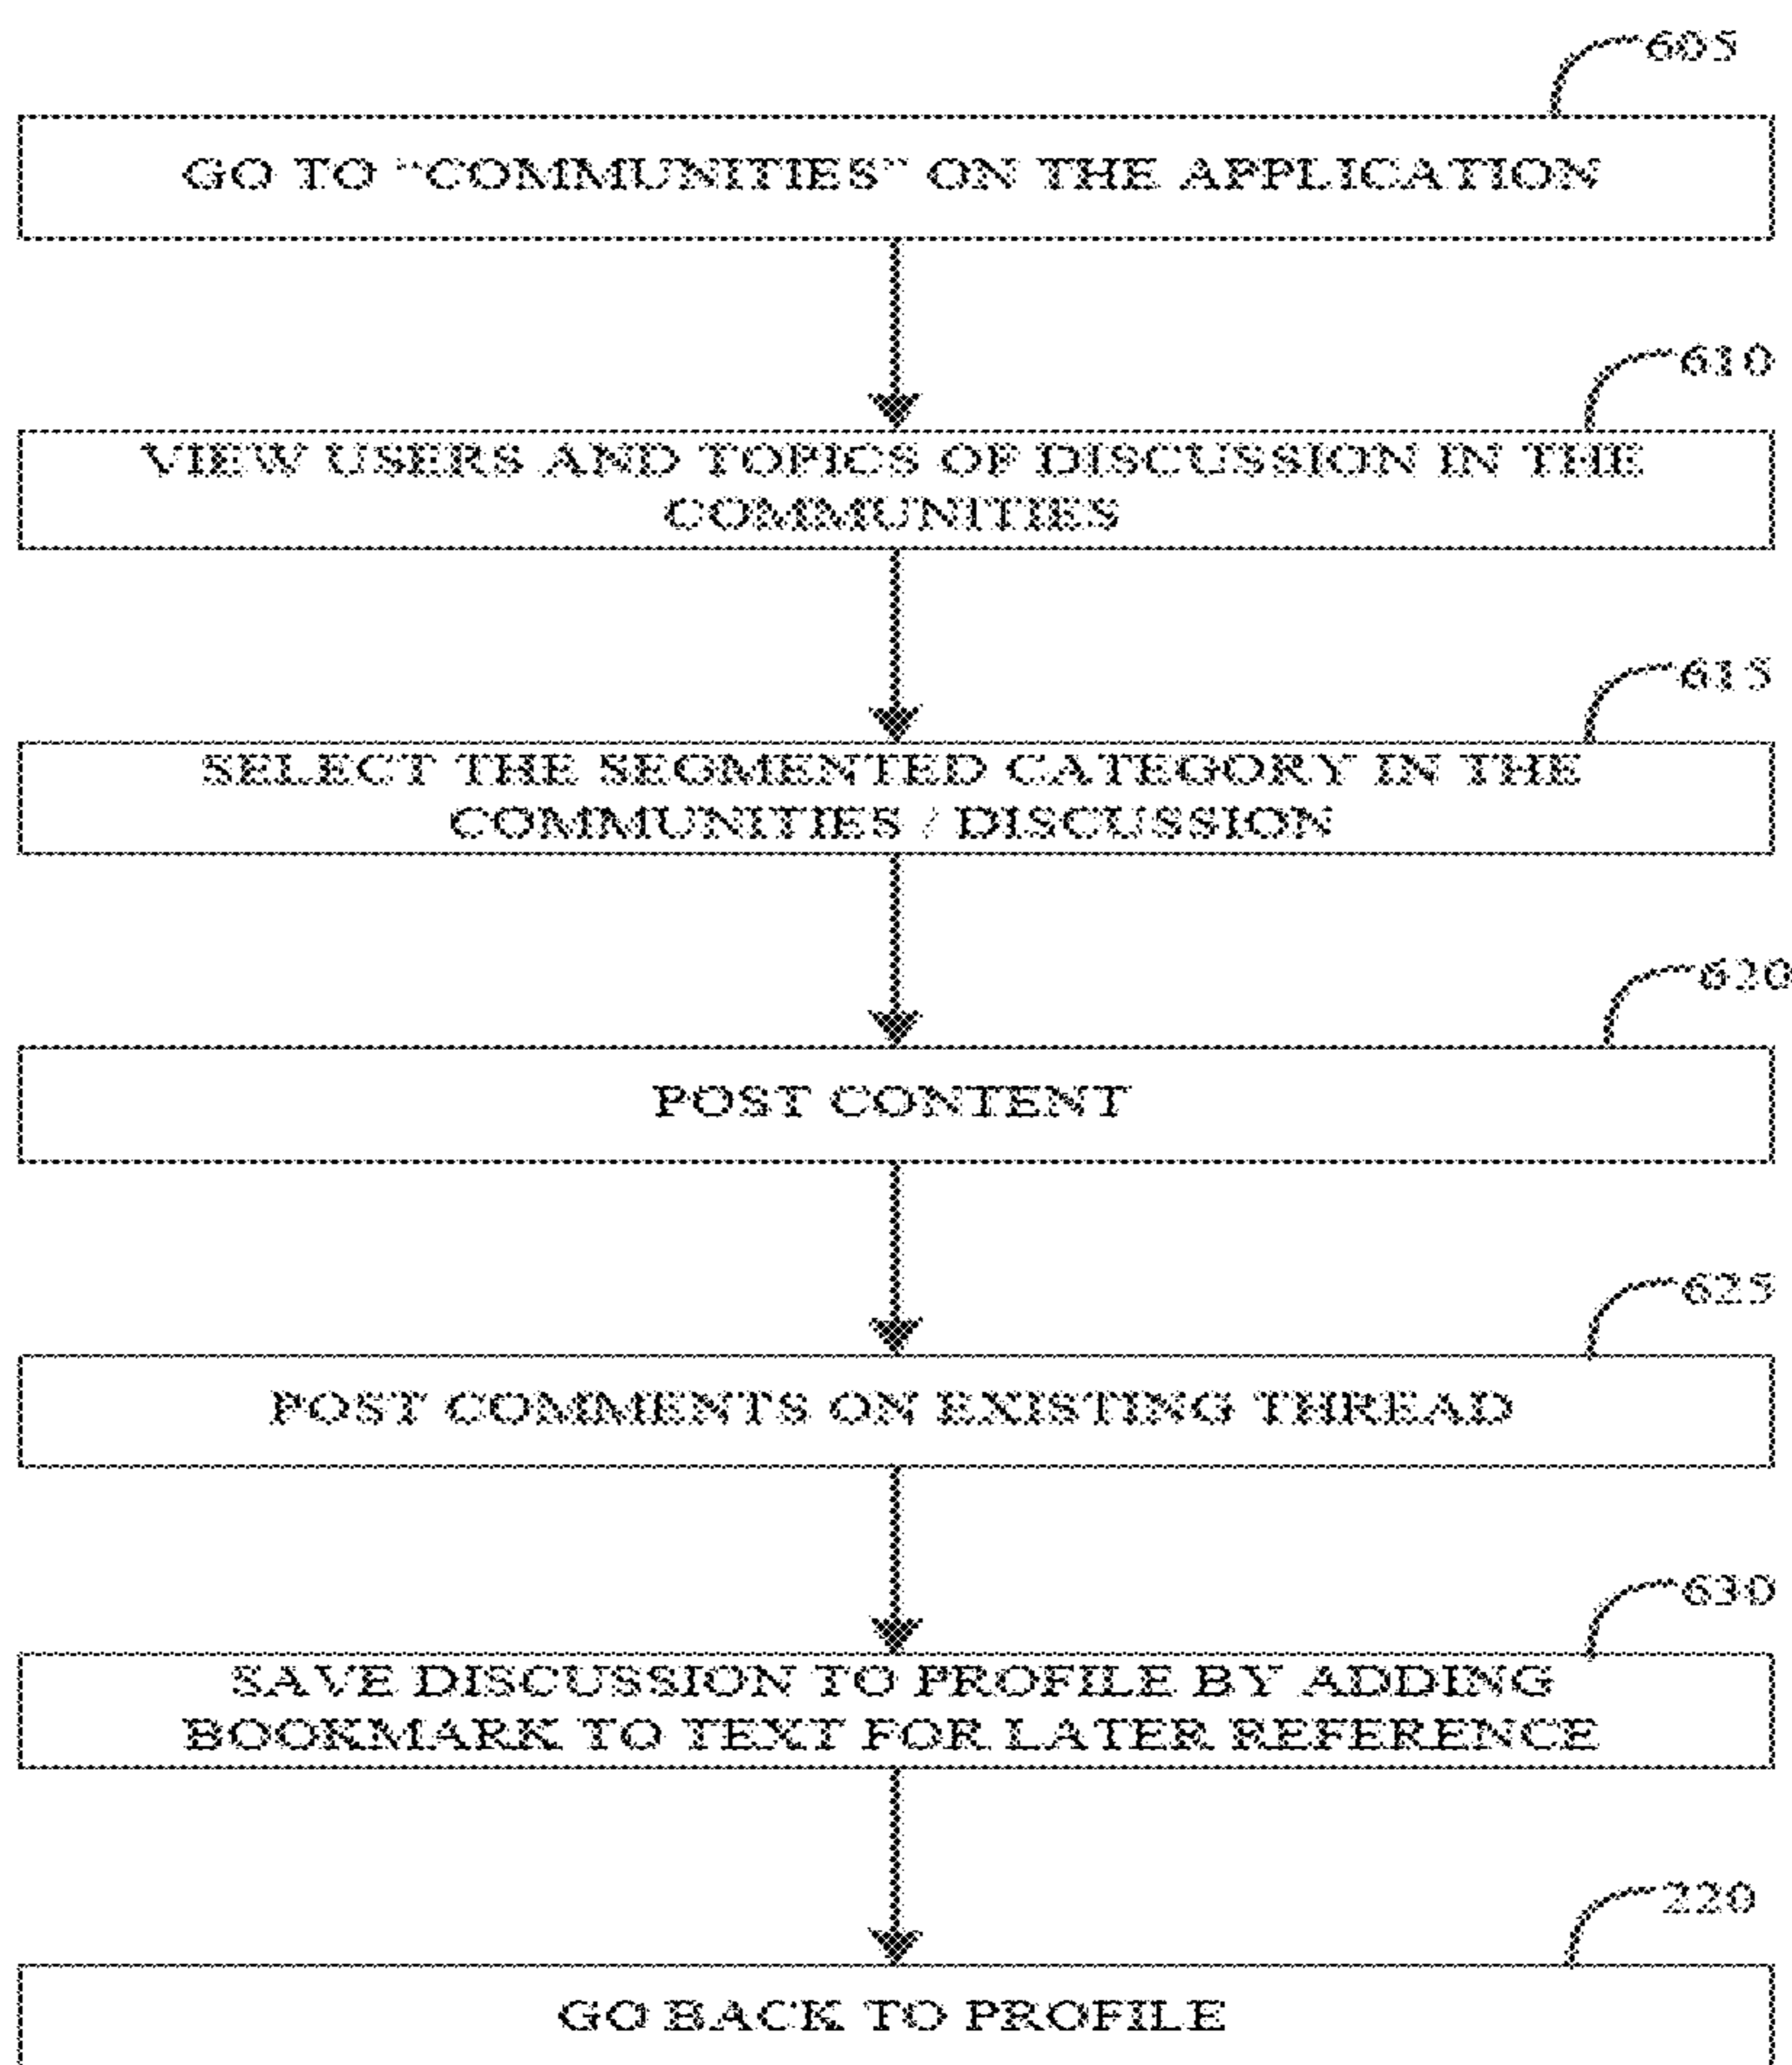 605
GO TO "COMMUNITIES" ON THE APPLICATION
610
VIEW USERS AND TOPICS OF DISCUSSION IN THE
COMMUNITIES
615
SELECT THE SEGMENTED CATEGORY IN THE
COMMUNITIES / DISCUSSION
620
POST CONTENT
625
POST COMMENTS ON EXISTING THREAD
630
SAVE DISCUSSION TO PROFILE BY ADDING
BOOKMARK TO TEXT FOR LATER REFERENCE
220
GO BACK TO PROFILE